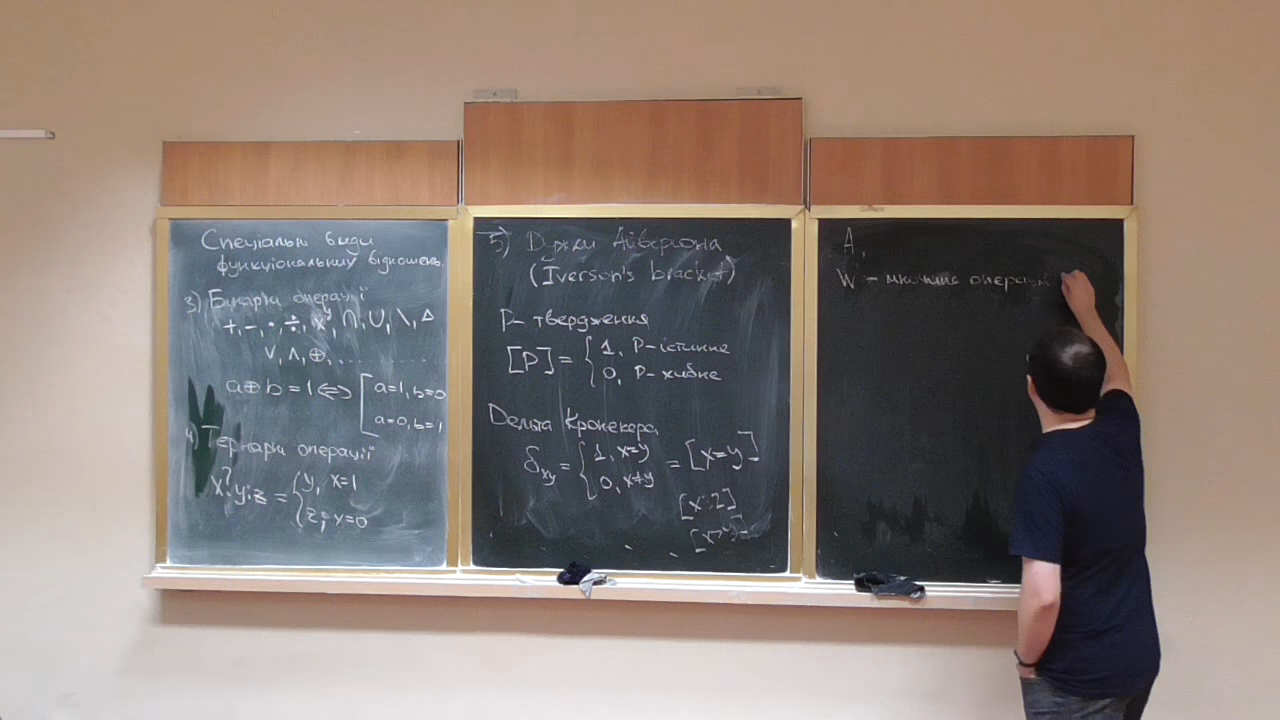 Спеціальні види
функціональних відношень.
3) Бінарні операції
+, −, ·, ÷, xʸ, ∩, ∪, \, Δ
∨, ∧, ⊕, ............
a ⊕ b = 1 ⟺ [ a=1, b=0
a=0, b=1
4) Тернарні операції
x?y:z = { y, x=1
z, x=0
5) Дужки Айверсона
(Iverson's bracket)
P – твердження
[P] = { 1, P – істинне
0, P – хибне
Дельта Кронекера
δxy = { 1, x=y
0, x≠y
= [x=y]
[x⋮2]
[x>y]
A,
W – множина операцій